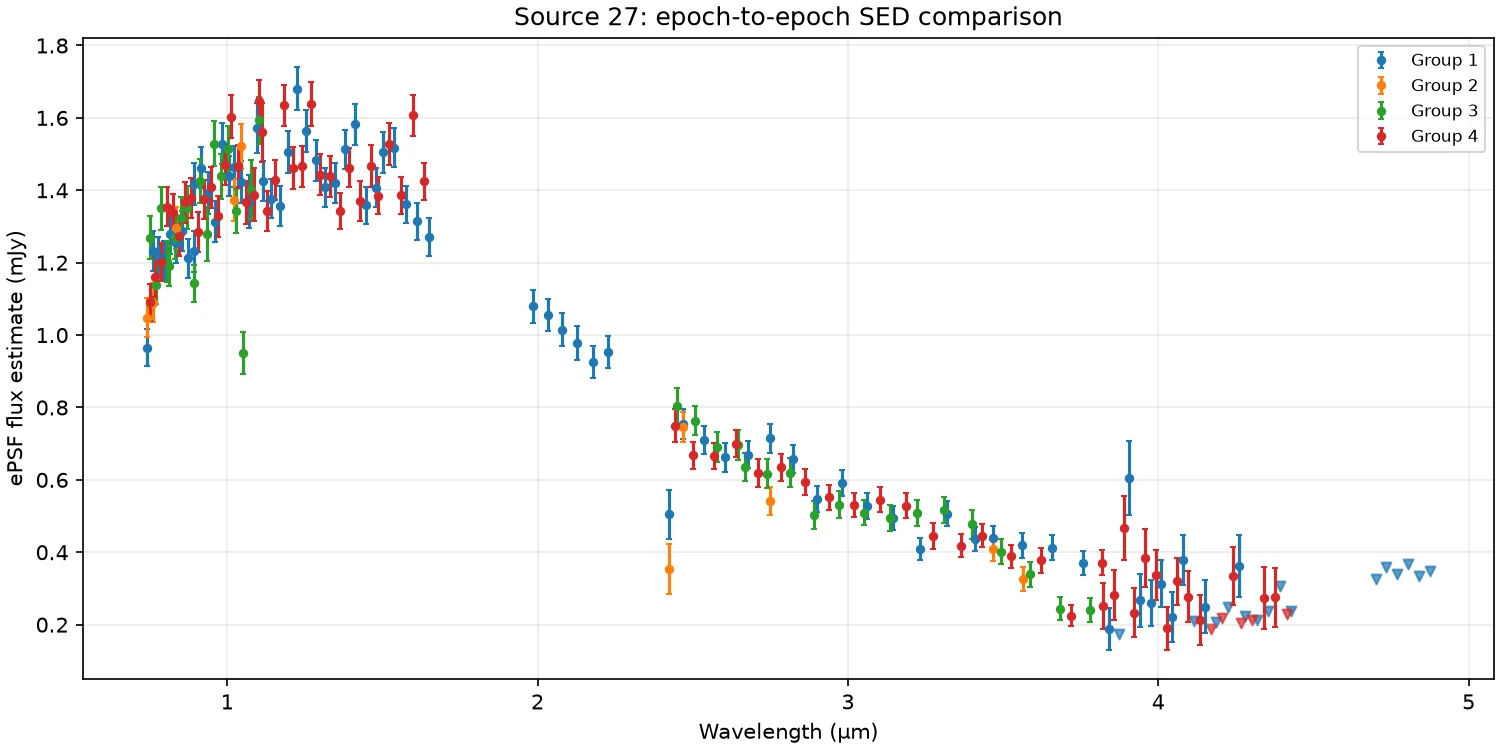 Source 27: epoch-to-epoch SED comparison
ePSF flux estimate (mJy)
1.8
1.6
1.4
1.2
1.0
0.8
0.6
0.4
0.2
Group 1
Group 2
Group 3
Group 4
1 2 3 4 5
Wavelength (µm)